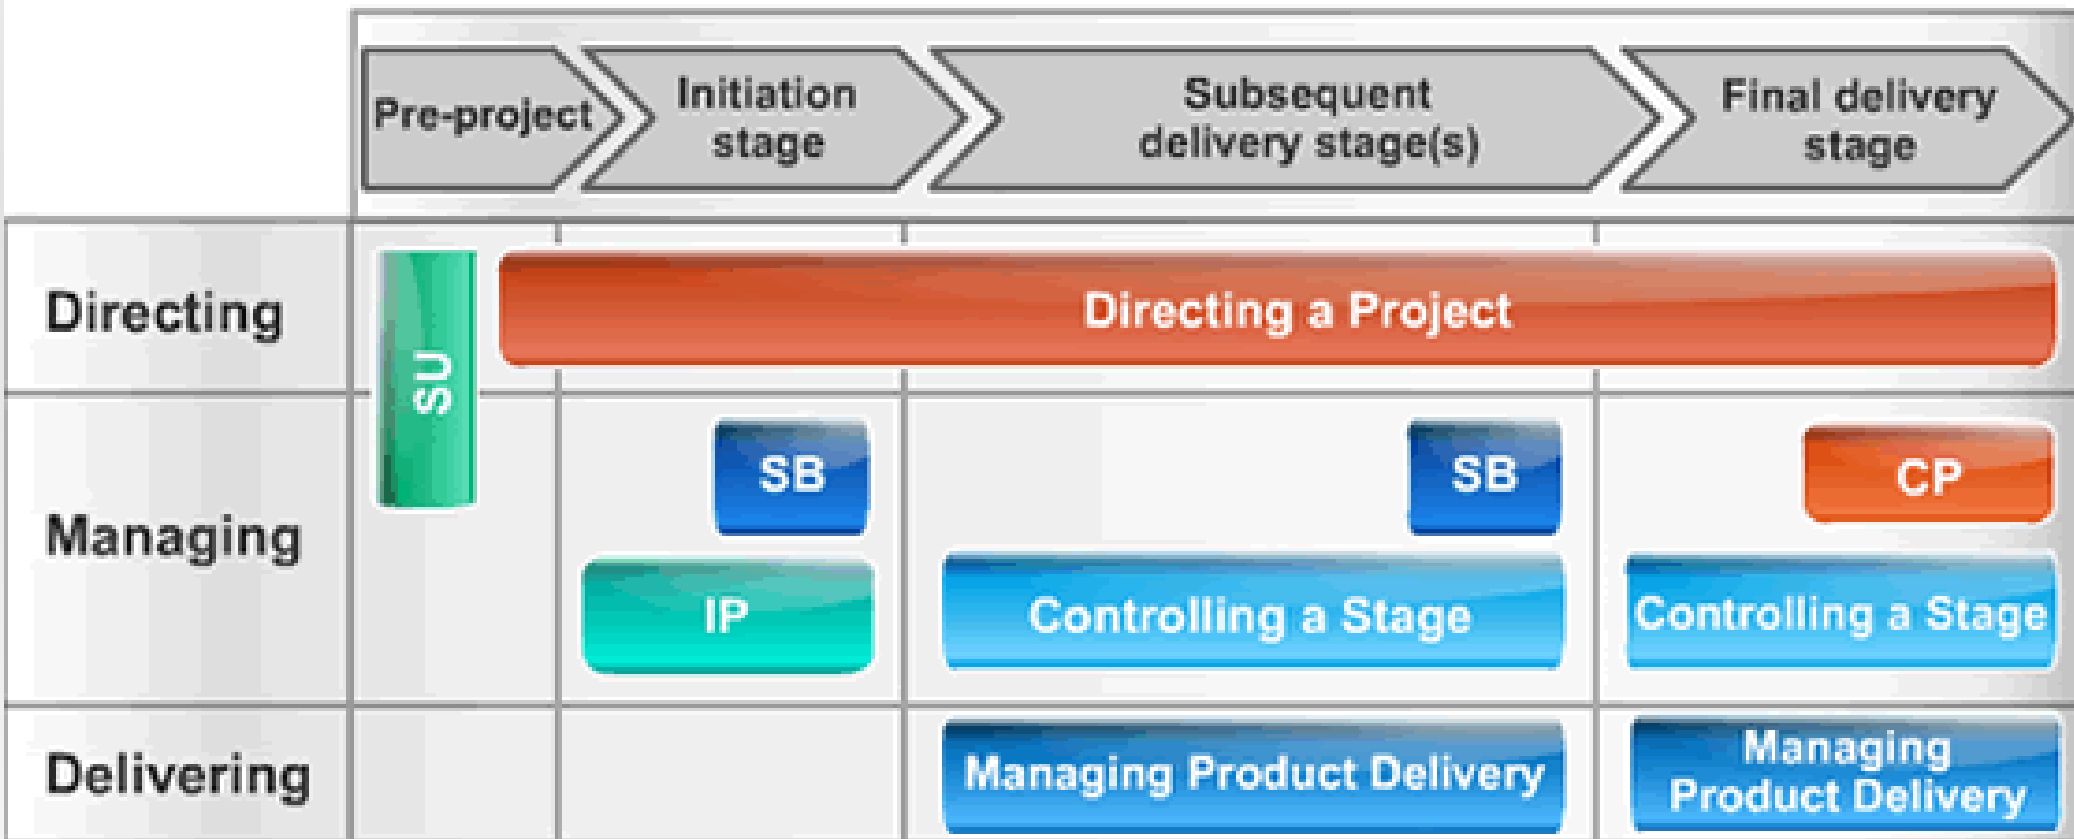 Pre-project
Initiation
stage
Subsequent
delivery stage(s)
Final delivery
stage
Directing
SU
Directing a Project
Managing
SB
SB
CP
IP
Controlling a Stage
Controlling a Stage
Delivering
Managing Product Delivery
Managing
Product Delivery